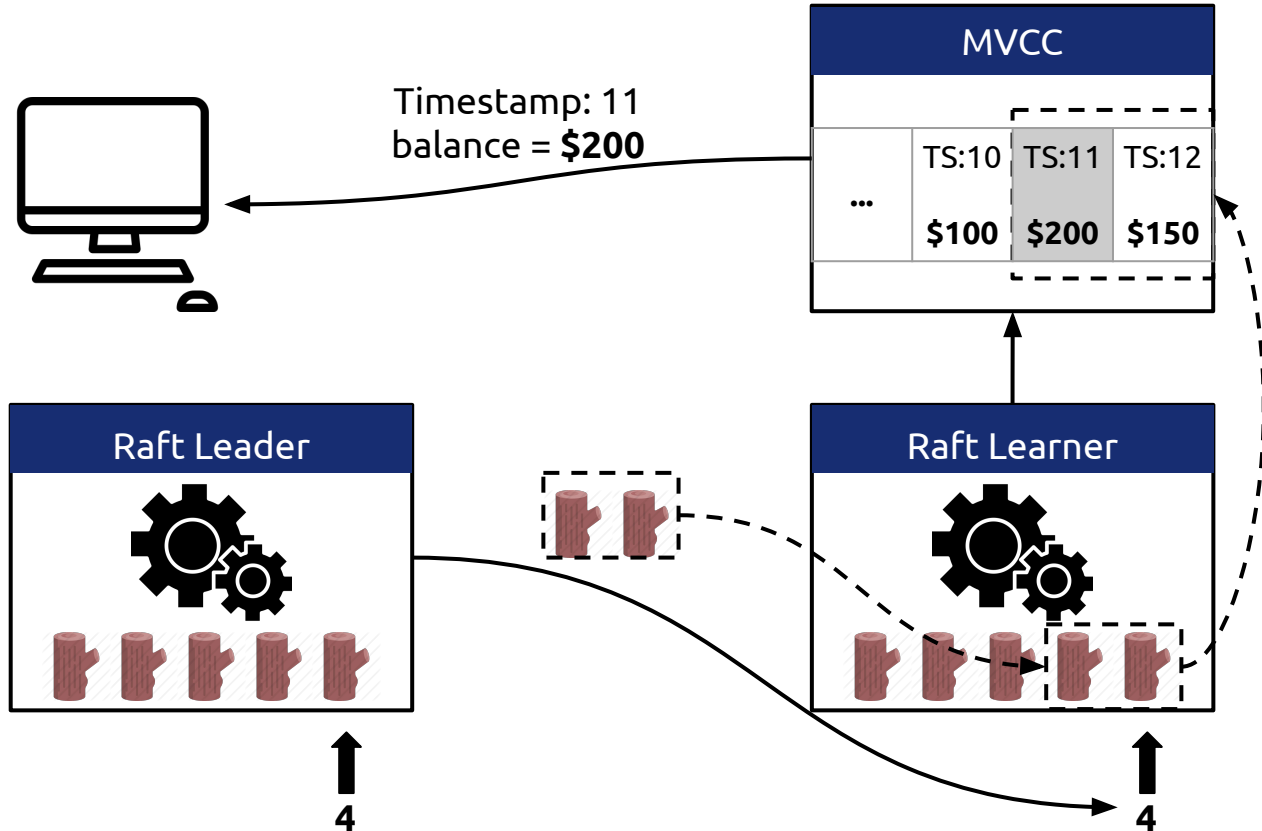 MVCC
Timestamp: 11
balance = $200
TS:10 TS:11 TS:12
...
$100 $200 $150
Raft Leader
Raft Learner
4
4